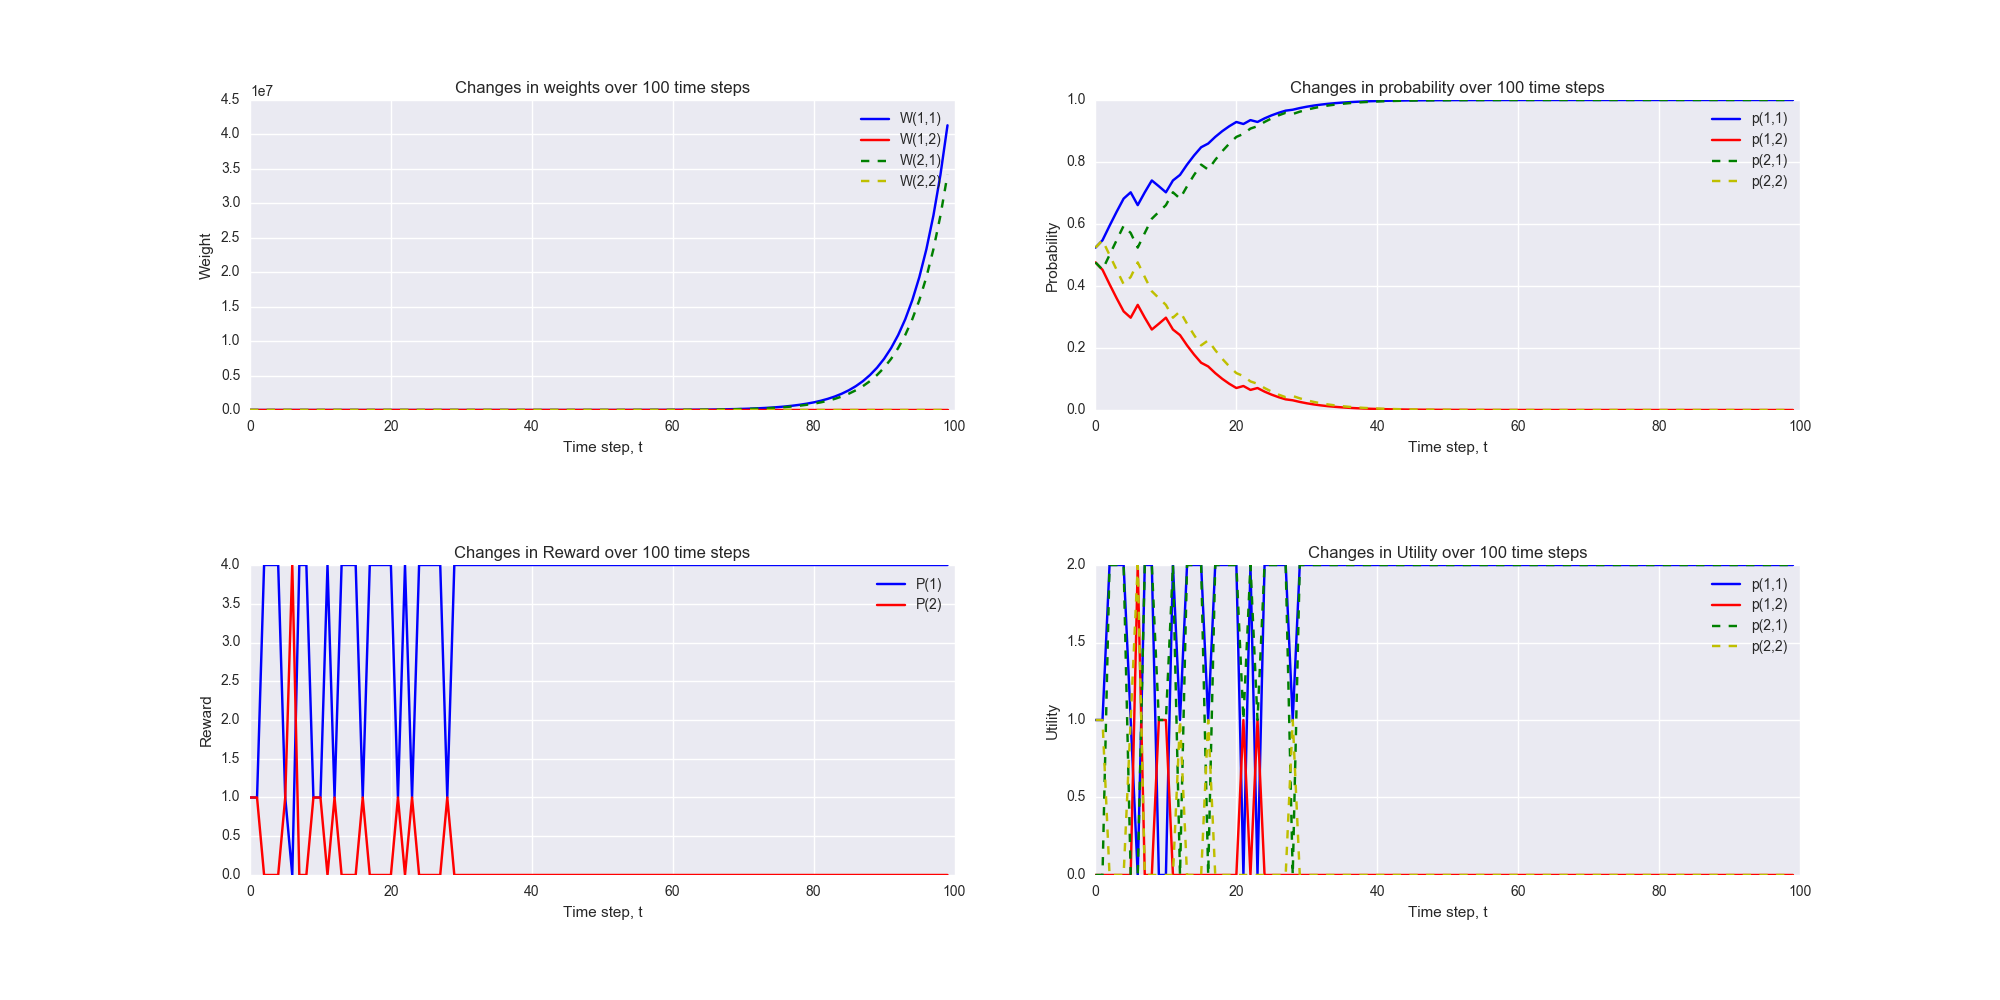 Changes in weights over 100 time steps
1e7
4.5
4.0
3.5
3.0
2.5
2.0
1.5
1.0
0.5
0.0
Weight
W(1,1)
W(1,2)
W(2,1)
W(2,2)
0 20 40 60 80 100
Time step, t
Changes in probability over 100 time steps
1.0
0.8
0.6
0.4
0.2
0.0
Probability
p(1,1)
p(1,2)
p(2,1)
p(2,2)
0 20 40 60 80 100
Time step, t
Changes in Reward over 100 time steps
4.0
3.5
3.0
2.5
2.0
1.5
1.0
0.5
0.0
Reward
P(1)
P(2)
0 20 40 60 80 100
Time step, t
Changes in Utility over 100 time steps
2.0
1.5
1.0
0.5
0.0
Utility
p(1,1)
p(1,2)
p(2,1)
p(2,2)
0 20 40 60 80 100
Time step, t